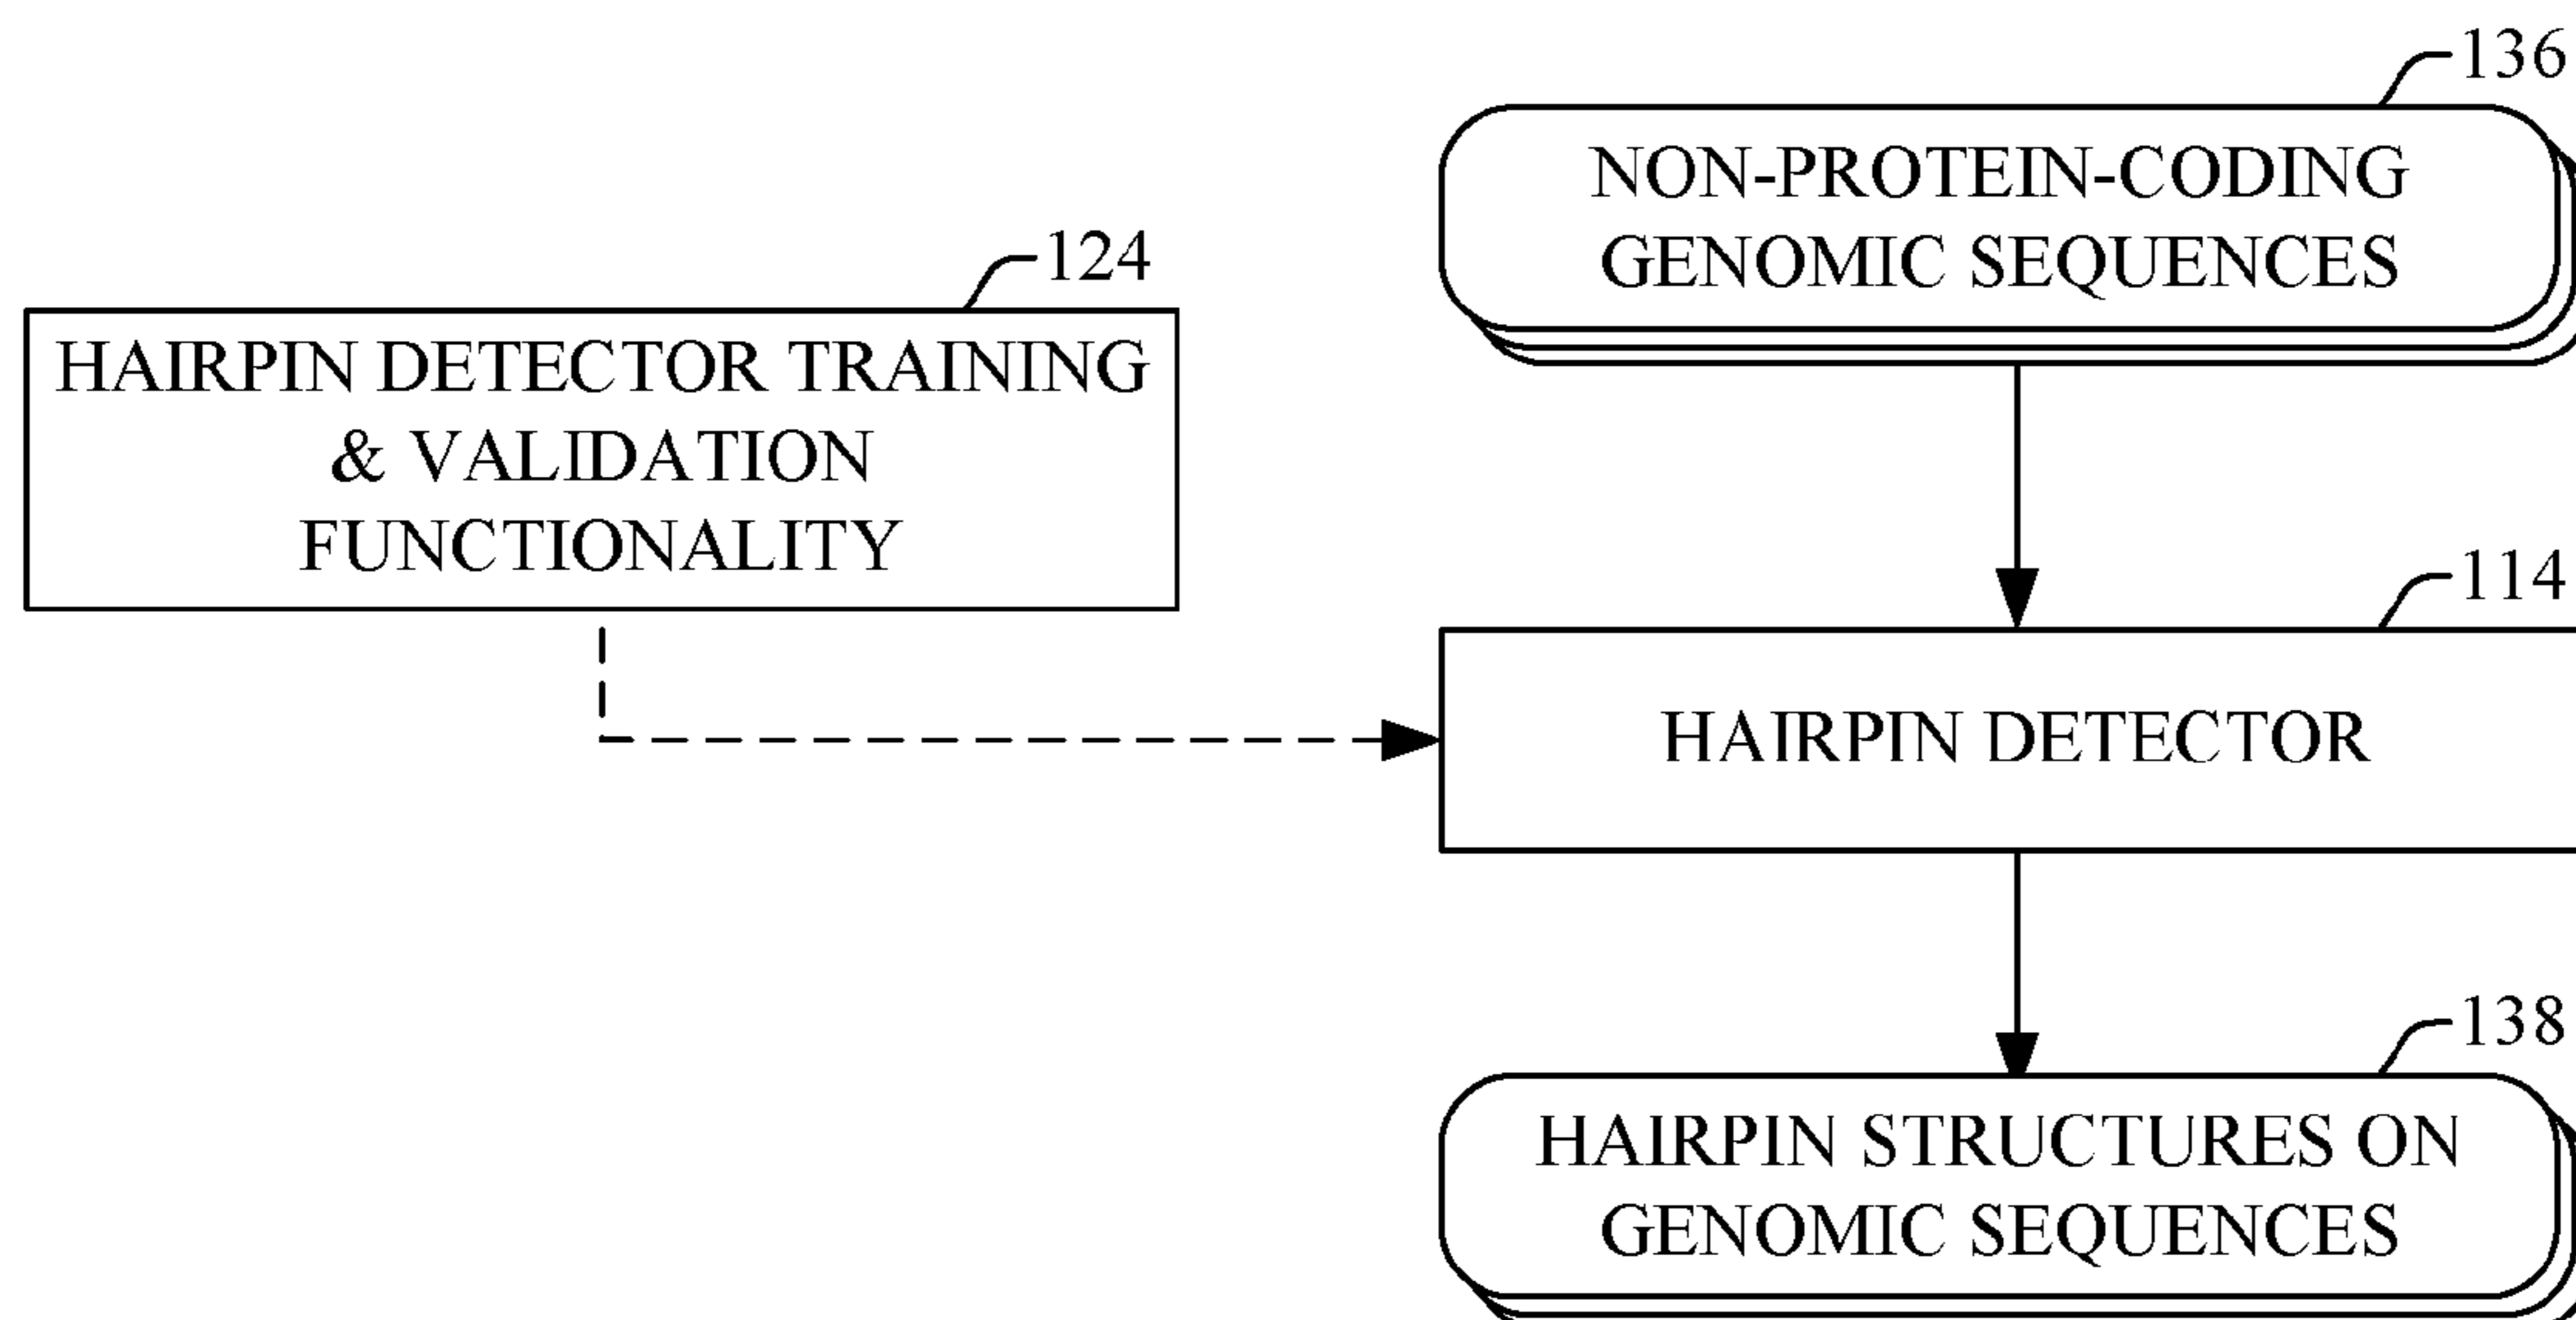 136
NON-PROTEIN-CODING
GENOMIC SEQUENCES
124
HAIRPIN DETECTOR TRAINING
& VALIDATION
FUNCTIONALITY
114
HAIRPIN DETECTOR
138
HAIRPIN STRUCTURES ON
GENOMIC SEQUENCES